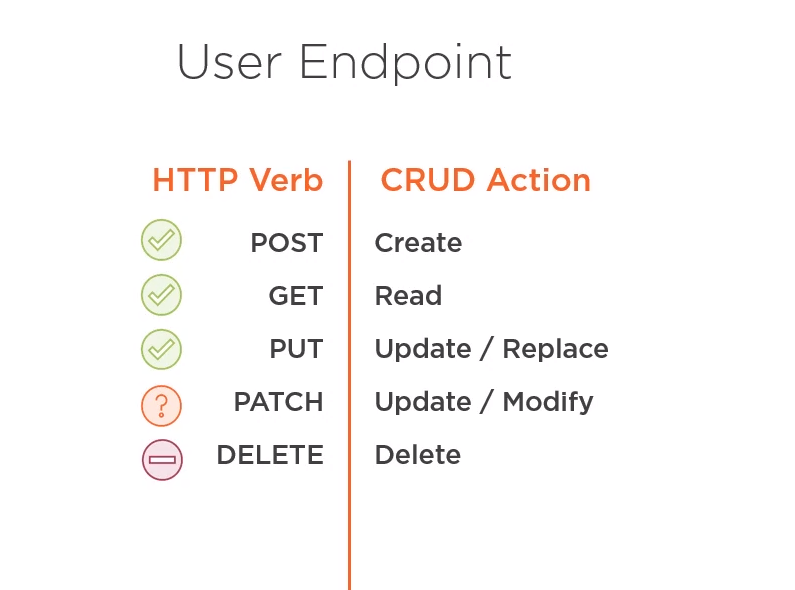 User Endpoint
HTTP Verb CRUD Action
POST Create
GET Read
PUT Update / Replace
? PATCH Update / Modify
DELETE Delete